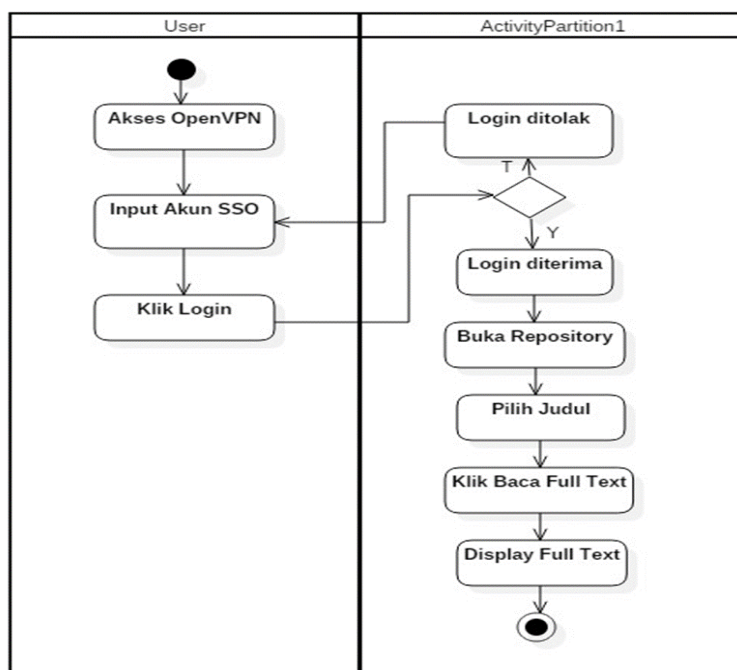 User
ActivityPartition1
Akses OpenVPN
Input Akun SSO
Klik Login
Login ditolak
T
Y
Login diterima
Buka Repository
Pilih Judul
Klik Baca Full Text
Display Full Text